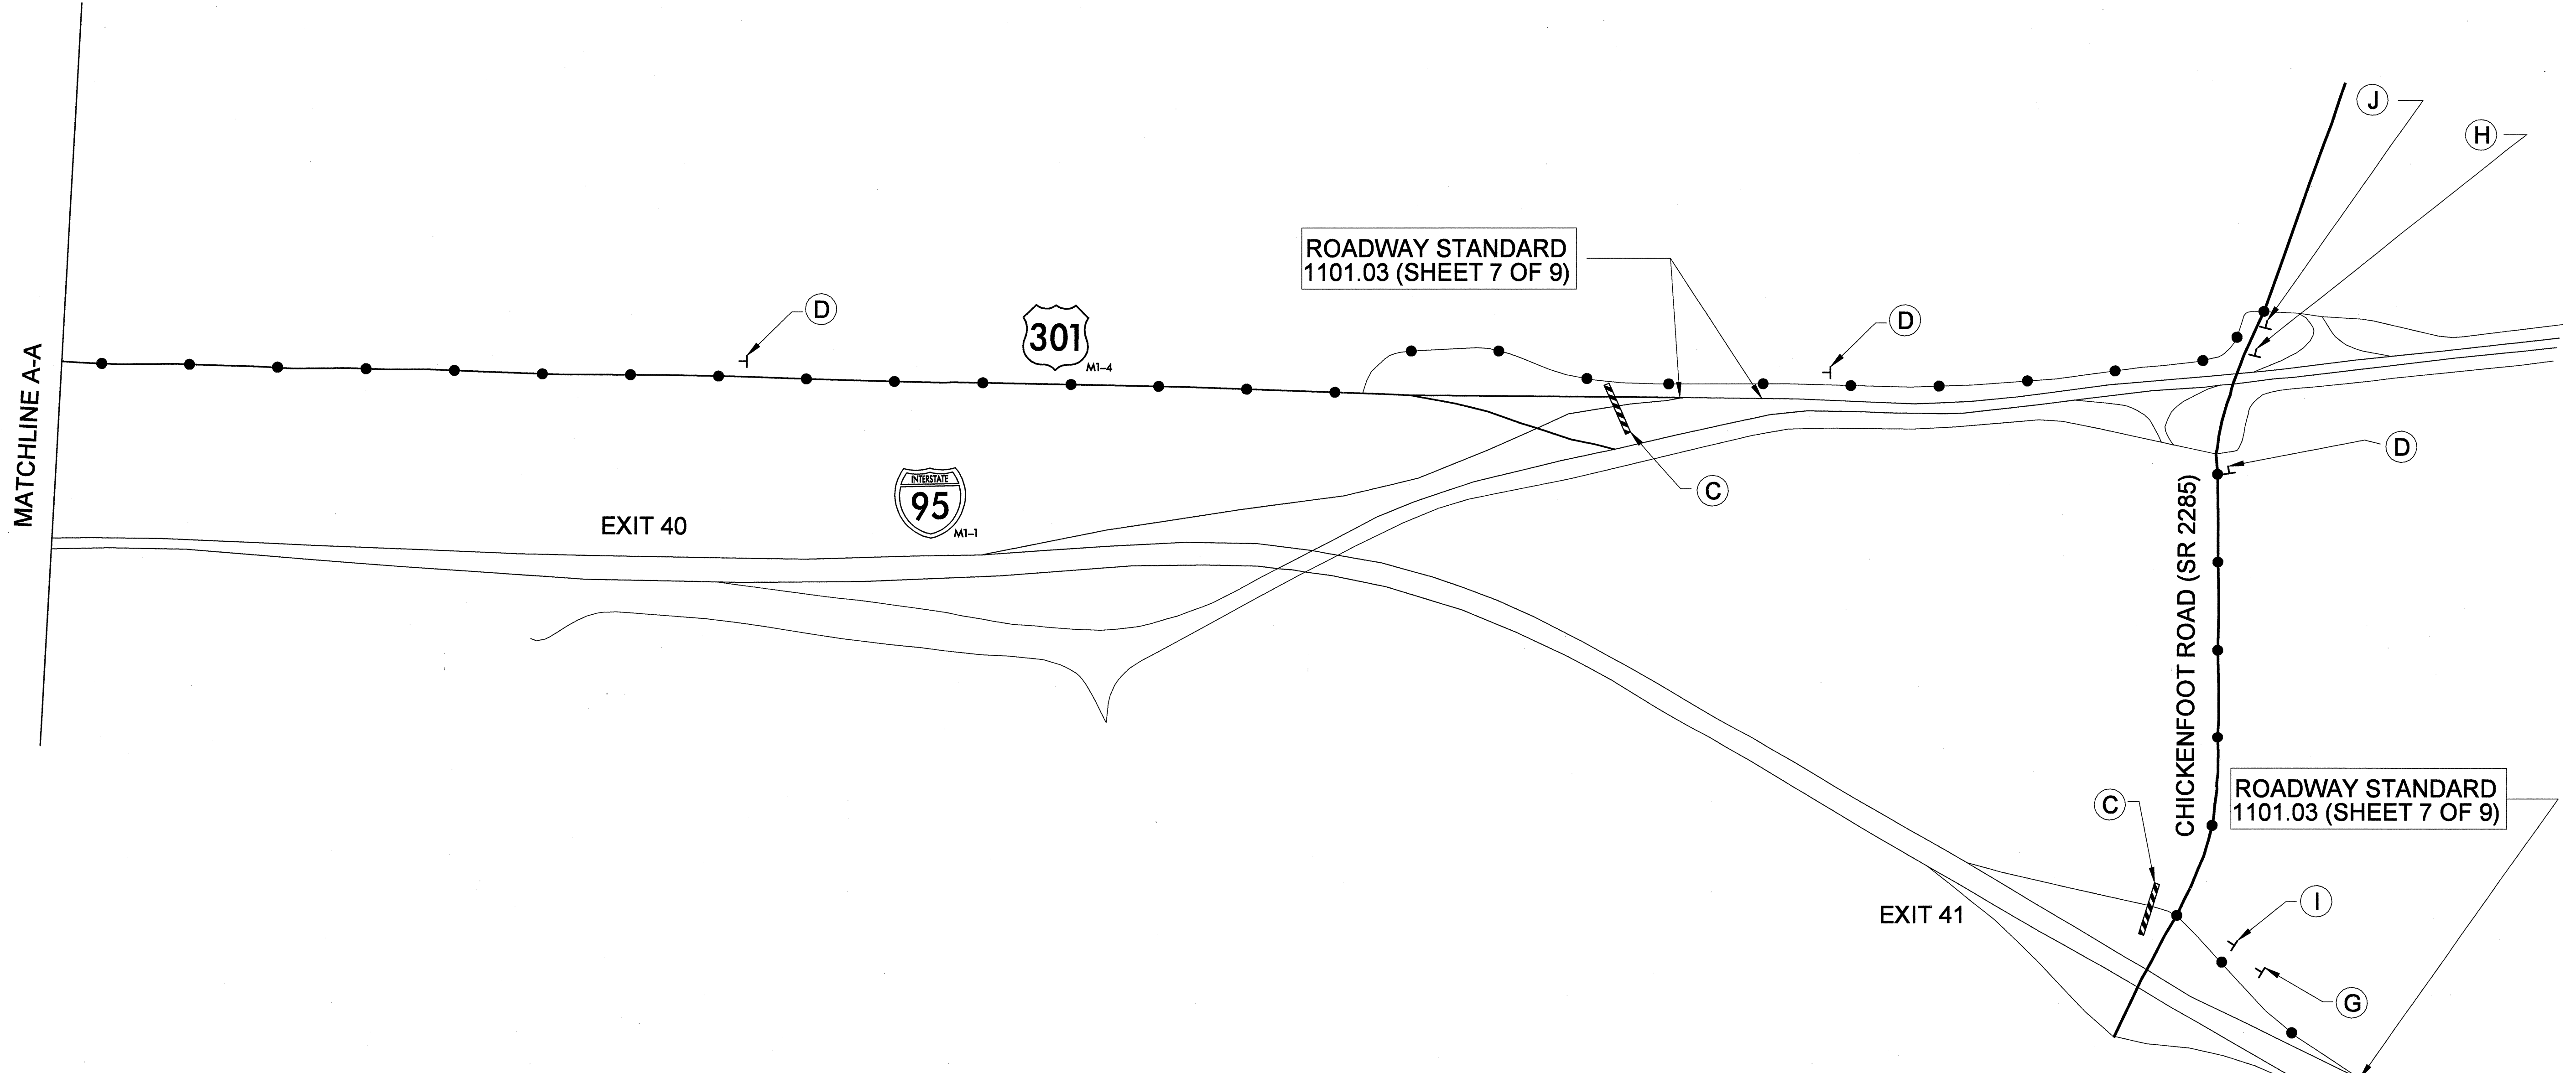 J
H
ROADWAY STANDARD
1101.03 (SHEET 7 OF 9)
D
D
301
M1-4
MATCHLINE A-A
D
INTERSTATE
95
M1-1
EXIT 40
C
CHICKENFOOT ROAD (SR 2285)
ROADWAY STANDARD
1101.03 (SHEET 7 OF 9)
C
I
EXIT 41
G